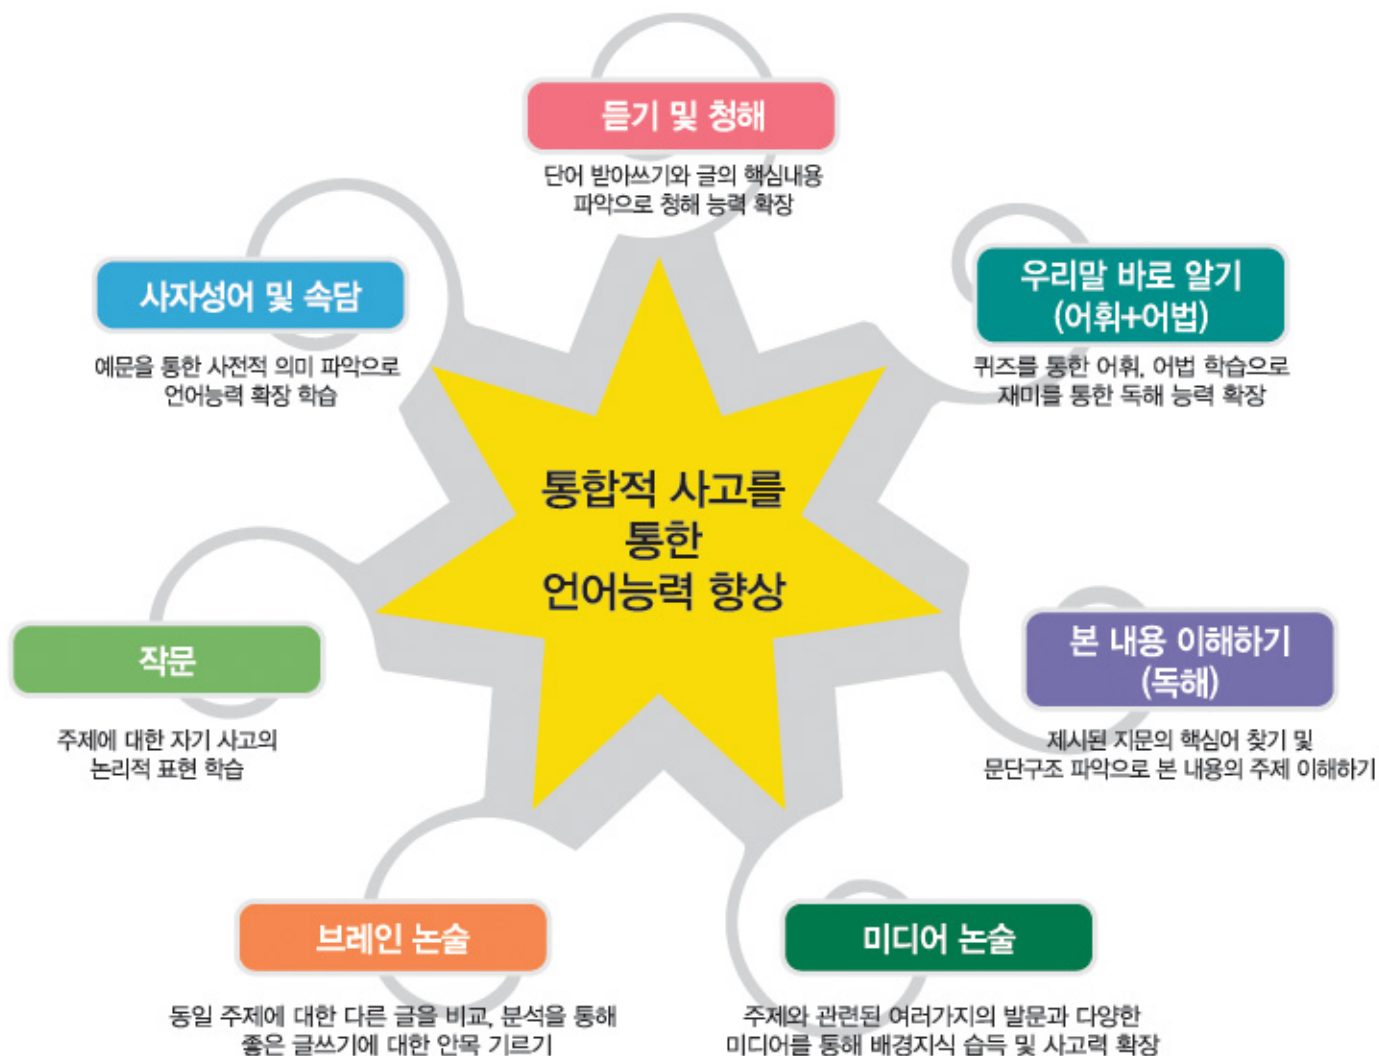 듣기 및 청해
단어 받아쓰기와 글의 핵심내용
파악으로 청해 능력 확장
우리말 바로 알기
(어휘+어법)
퀴즈를 통한 어휘, 어법 학습으로
재미를 통한 독해 능력 확장
본 내용 이해하기
(독해)
제시된 지문의 핵심어 찾기 및
문단구조 파악으로 본 내용의 주제 이해하기
미디어 논술
주제와 관련된 여러가지의 발문과 다양한
미디어를 통해 배경지식 습득 및 사고력 확장
브레인 논술
동일 주제에 대한 다른 글을 비교, 분석을 통해
좋은 글쓰기에 대한 안목 기르기
작문
주제에 대한 자기 사고의
논리적 표현 학습
사자성어 및 속담
예문을 통한 사전적 의미 파악으로
언어능력 확장 학습
통합적 사고를
통한
언어능력 향상